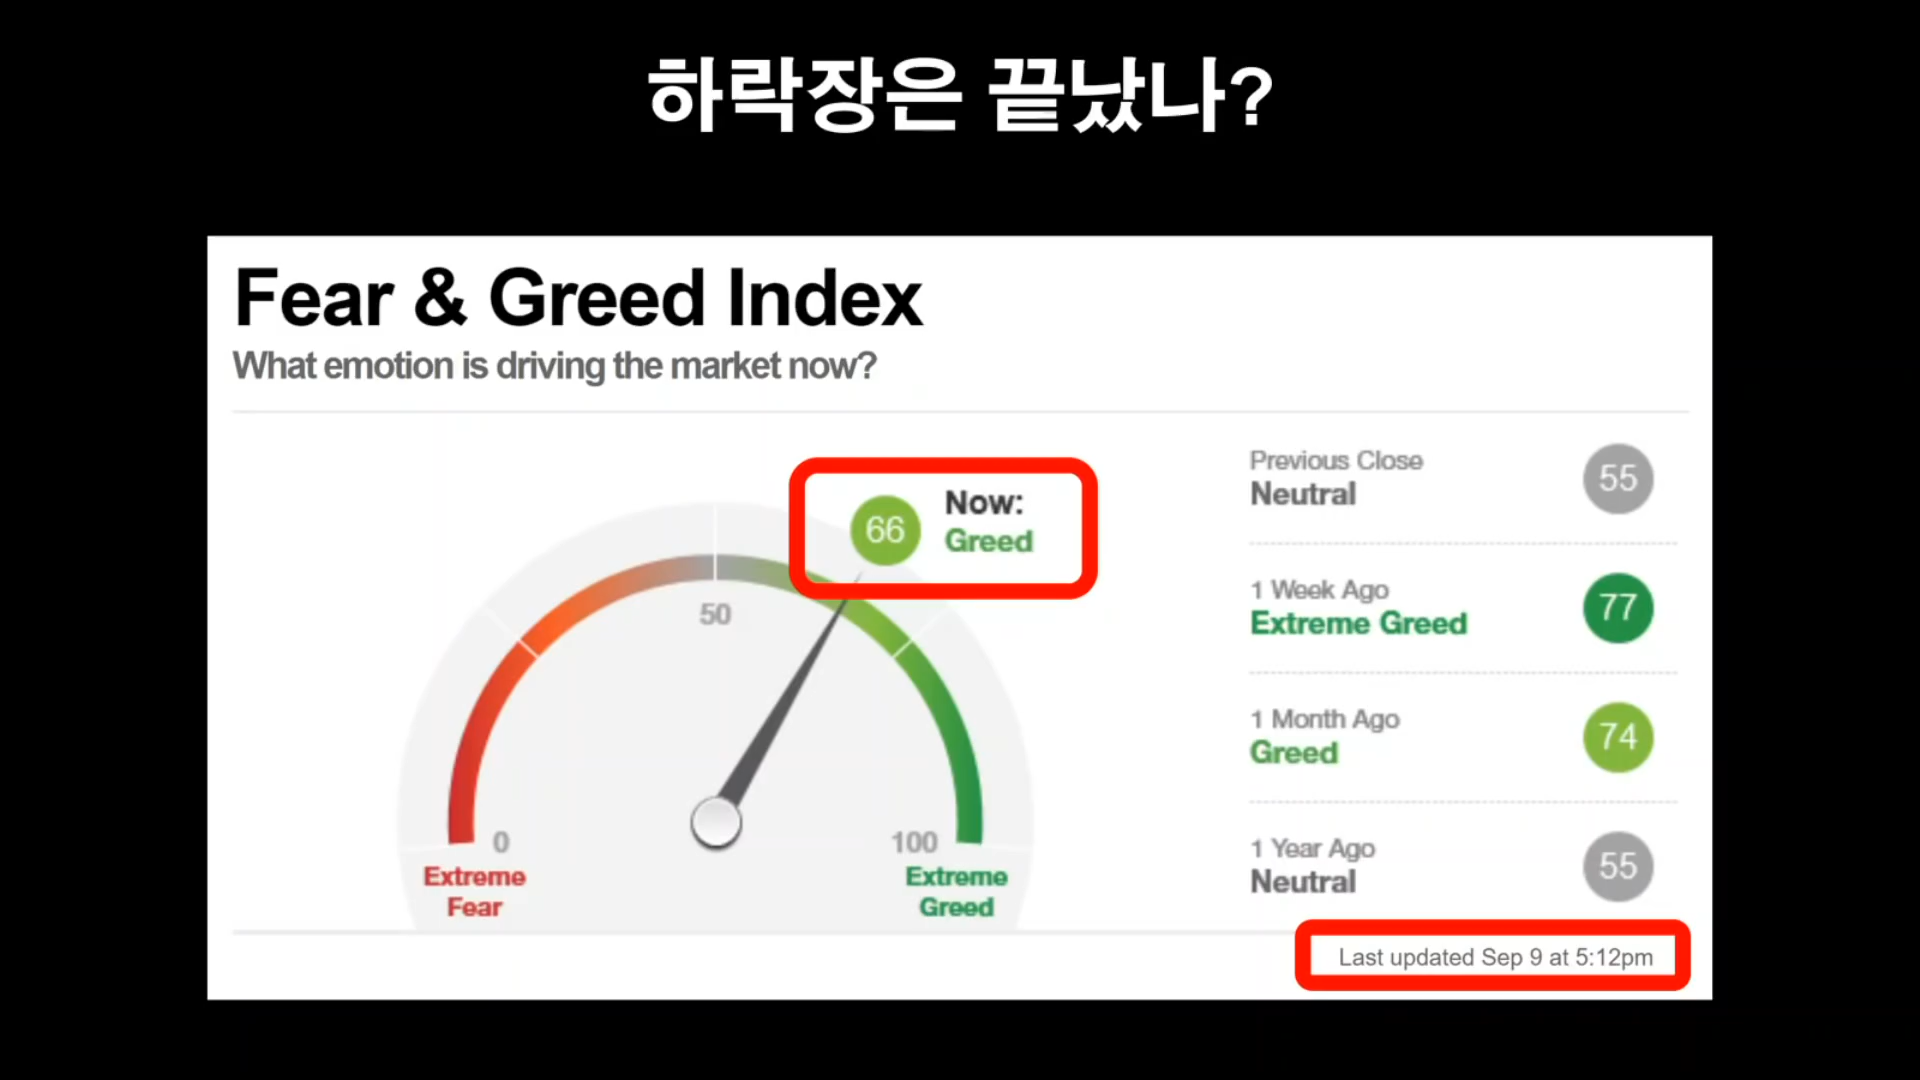 하락장은 끝났나?
Fear & Greed Index
What emotion is driving the market now?
66
Now:
Greed
50
0
Extreme
Fear
100
Extreme
Greed
Previous Close
Neutral
55
1 Week Ago
Extreme Greed
77
1 Month Ago
Greed
74
1 Year Ago
Neutral
55
Last updated Sep 9 at 5:12pm